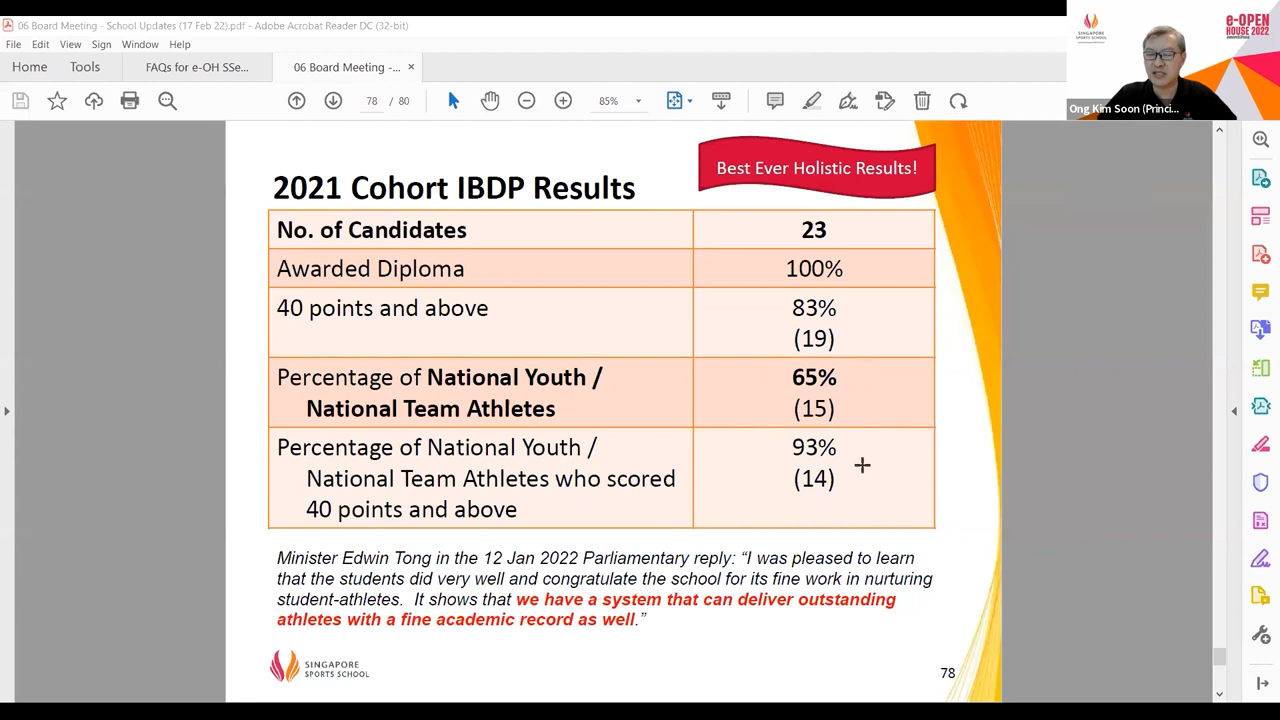 06 Board Meeting - School Updates (17 Feb 22).pdf - Adobe Acrobat Reader DC (32-bit)
File Edit View Sign Window Help
Home Tools FAQs for e-OH SSe... 06 Board Meeting -... ×
78 / 80 85%
SINGAPORE
SPORTS SCHOOL
e-OPEN
HOUSE 2022
Ong Kim Soon (Princi...
Best Ever Holistic Results!
2021 Cohort IBDP Results
No. of Candidates 23
Awarded Diploma 100%
40 points and above 83%
(19)
Percentage of National Youth / 65%
National Team Athletes (15)
Percentage of National Youth / 93%
National Team Athletes who scored (14)
40 points and above
Minister Edwin Tong in the 12 Jan 2022 Parliamentary reply: “I was pleased to learn
that the students did very well and congratulate the school for its fine work in nurturing
student-athletes. It shows that we have a system that can deliver outstanding
athletes with a fine academic record as well.”
SINGAPORE
SPORTS SCHOOL
78